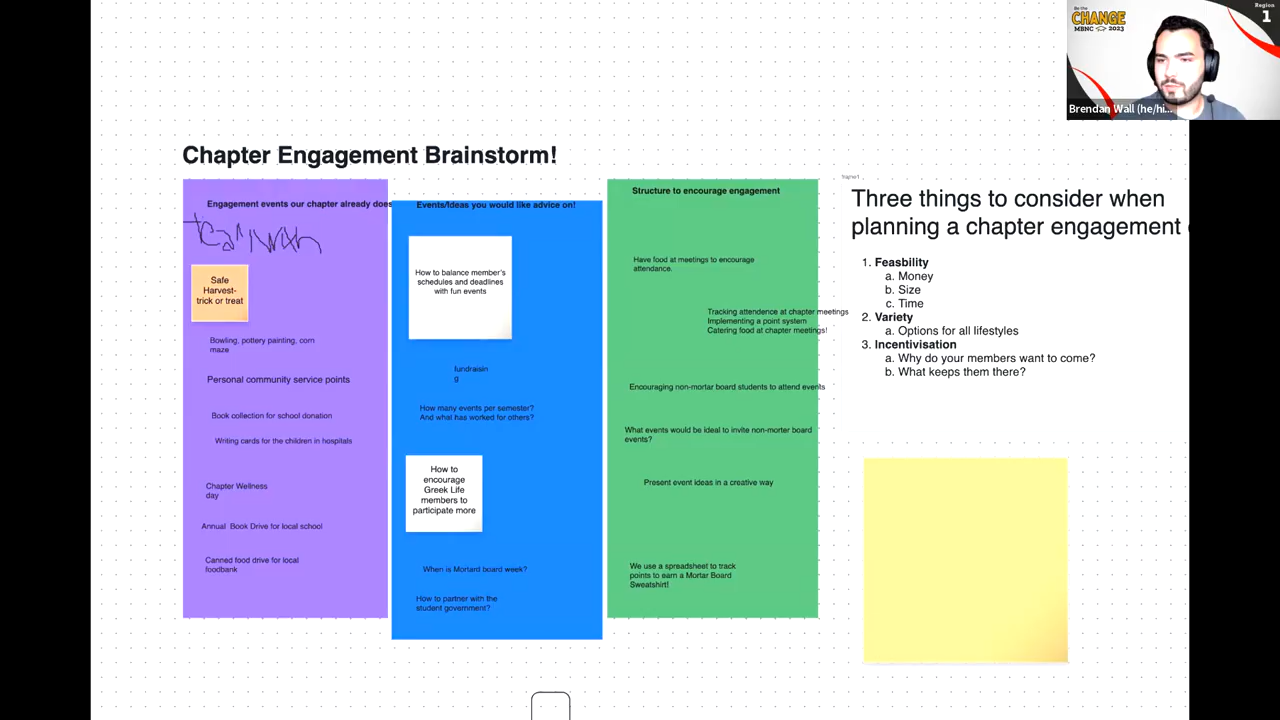 Be the
CHANGE
MBNC 2023
Region
1
Brendan Wall (he/hi...
Chapter Engagement Brainstorm!
Engagement events our chapter already does
Safe
Harvest-
trick or treat
Bowling, pottery painting, corn
maze
Personal community service points
Book collection for school donation
Writing cards for the children in hospitals
Chapter Wellness
day
Annual Book Drive for local school
Canned food drive for local
foodbank
Events/Ideas you would like advice on!
How to balance member's
schedules and deadlines
with fun events
fundraisin
g
How many events per semester?
And what has worked for others?
How to
encourage
Greek Life
members to
participate more
When is Mortard board week?
How to partner with the
student government?
Structure to encourage engagement
Have food at meetings to encourage
attendance.
Tracking attendence at chapter meetings
Implementing a point system
Catering food at chapter meetings!
Encouraging non-mortar board students to attend events
What events would be ideal to invite non-morter board
events?
Present event ideas in a creative way
We use a spreadsheet to track
points to earn a Mortar Board
Sweatshirt!
Three things to consider when
planning a chapter engagement
1. Feasbility
a. Money
b. Size
c. Time
2. Variety
a. Options for all lifestyles
3. Incentivisation
a. Why do your members want to come?
b. What keeps them there?